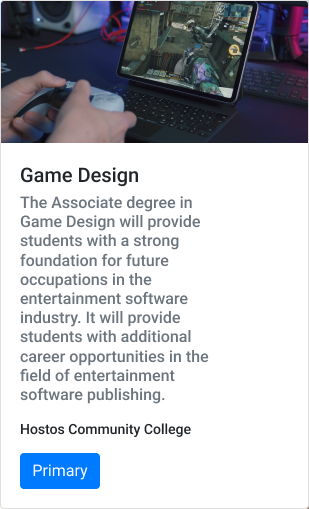 Game Design
The Associate degree in
Game Design will provide
students with a strong
foundation for future
occupations in the
entertainment software
industry. It will provide
students with additional
career opportunities in the
field of entertainment
software publishing.
Hostos Community College
Primary